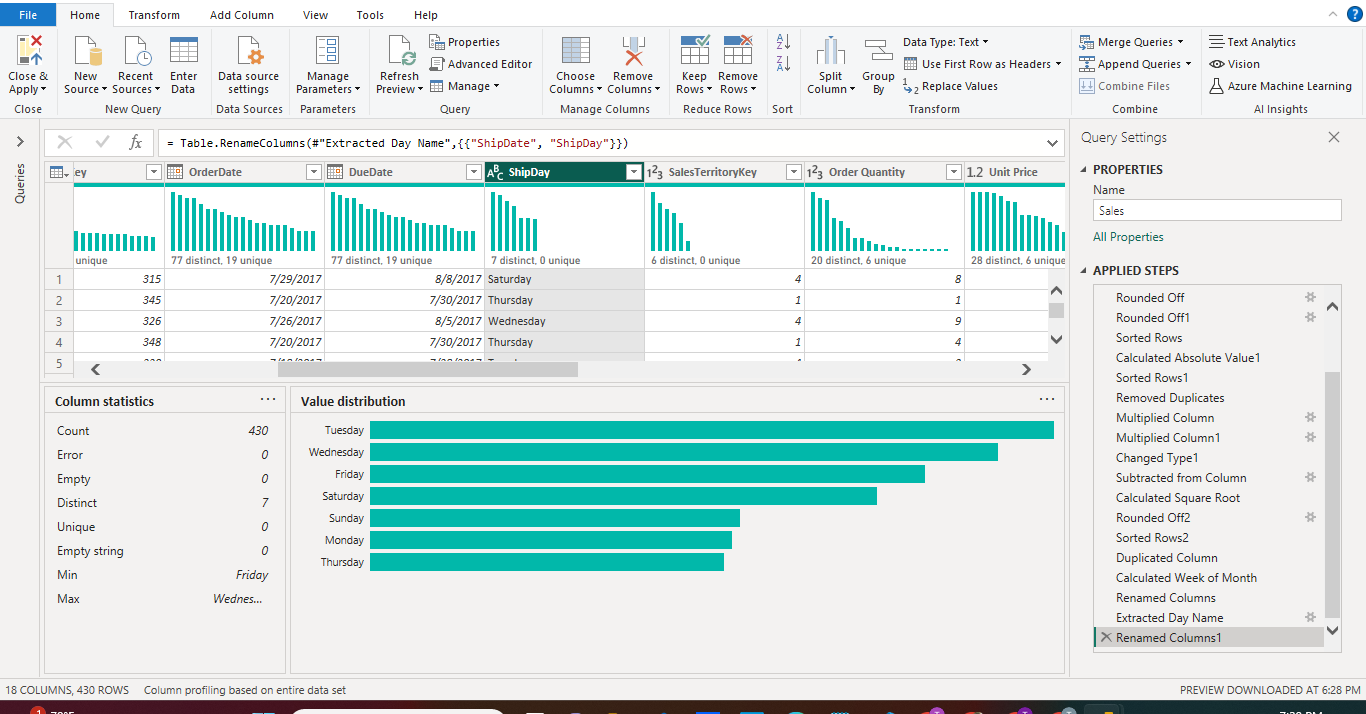 File Home Transform Add Column View Tools Help
Close & Apply
New Source
Recent Sources
Enter Data
Data source settings
Manage Parameters
Refresh Preview
Properties
Advanced Editor
Manage
Choose Columns
Remove Columns
Keep Rows
Remove Rows
Split Column
Group By
Data Type: Text
Use First Row as Headers
Replace Values
Merge Queries
Append Queries
Combine Files
Text Analytics
Vision
Azure Machine Learning
Close New Query Data Sources Parameters Query Manage Columns Reduce Rows Sort Transform Combine AI Insights
Queries
fx = Table.RenameColumns(#"Extracted Day Name",{{"ShipDate", "ShipDay"}})
ey OrderDate DueDate ABC ShipDay 123 SalesTerritoryKey 123 Order Quantity 1.2 Unit Price
unique 77 distinct, 19 unique 77 distinct, 19 unique 7 distinct, 0 unique 6 distinct, 0 unique 20 distinct, 6 unique 28 distinct, 6 unique
1 315 7/29/2017 8/8/2017 Saturday 4 8
2 345 7/20/2017 7/30/2017 Thursday 1 1
3 326 7/26/2017 8/5/2017 Wednesday 4 9
4 348 7/20/2017 7/30/2017 Thursday 1 4
5
Column statistics ...
Count 430
Error 0
Empty 0
Distinct 7
Unique 0
Empty string 0
Min Friday
Max Wednes...
Value distribution ...
Tuesday
Wednesday
Friday
Saturday
Sunday
Monday
Thursday
Query Settings
PROPERTIES
Name
Sales
All Properties
APPLIED STEPS
Rounded Off
Rounded Off1
Sorted Rows
Calculated Absolute Value1
Sorted Rows1
Removed Duplicates
Multiplied Column
Multiplied Column1
Changed Type1
Subtracted from Column
Calculated Square Root
Rounded Off2
Sorted Rows2
Duplicated Column
Calculated Week of Month
Renamed Columns
Extracted Day Name
Renamed Columns1
18 COLUMNS, 430 ROWS Column profiling based on entire data set PREVIEW DOWNLOADED AT 6:28 PM